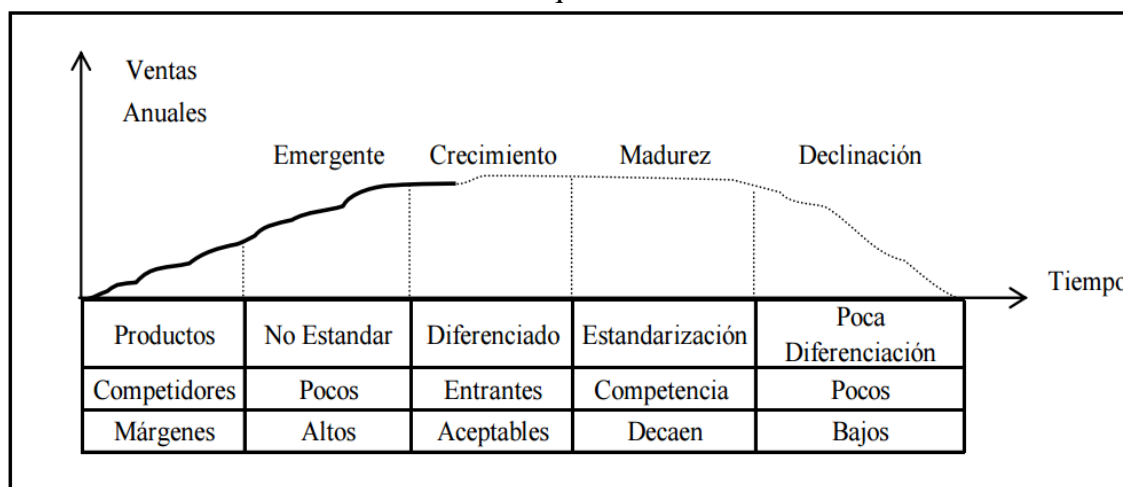 Ventas
Anuales
Emergente Crecimiento Madurez Declinación
Tiempo
Productos No Estandar Diferenciado Estandarización Poca Diferenciación
Competidores Pocos Entrantes Competencia Pocos
Márgenes Altos Aceptables Decaen Bajos